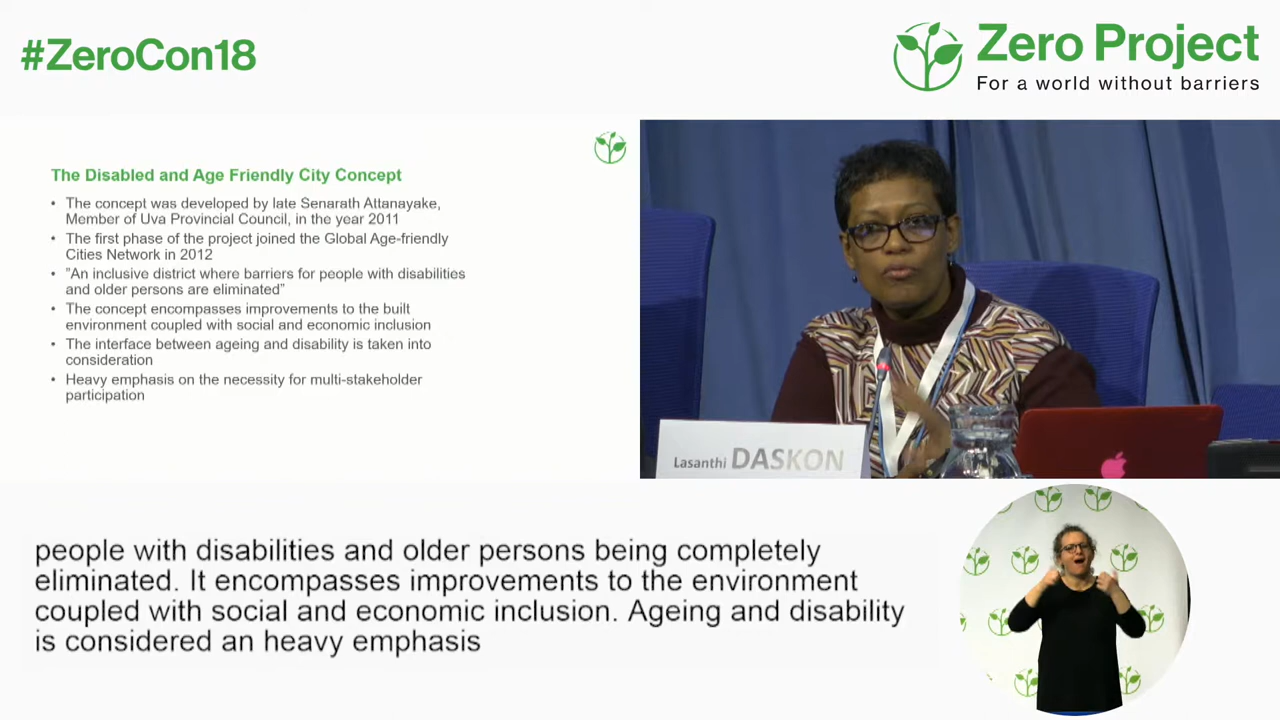 #ZeroCon18
Zero Project
For a world without barriers
The Disabled and Age Friendly City Concept
• The concept was developed by late Senarath Attanayake,
Member of Uva Provincial Council, in the year 2011
• The first phase of the project joined the Global Age-friendly
Cities Network in 2012
• "An inclusive district where barriers for people with disabilities
and older persons are eliminated"
• The concept encompasses improvements to the built
environment coupled with social and economic inclusion
• The interface between ageing and disability is taken into
consideration
• Heavy emphasis on the necessity for multi-stakeholder
participation
Lasanthi DASKON
people with disabilities and older persons being completely
eliminated. It encompasses improvements to the environment
coupled with social and economic inclusion. Ageing and disability
is considered an heavy emphasis